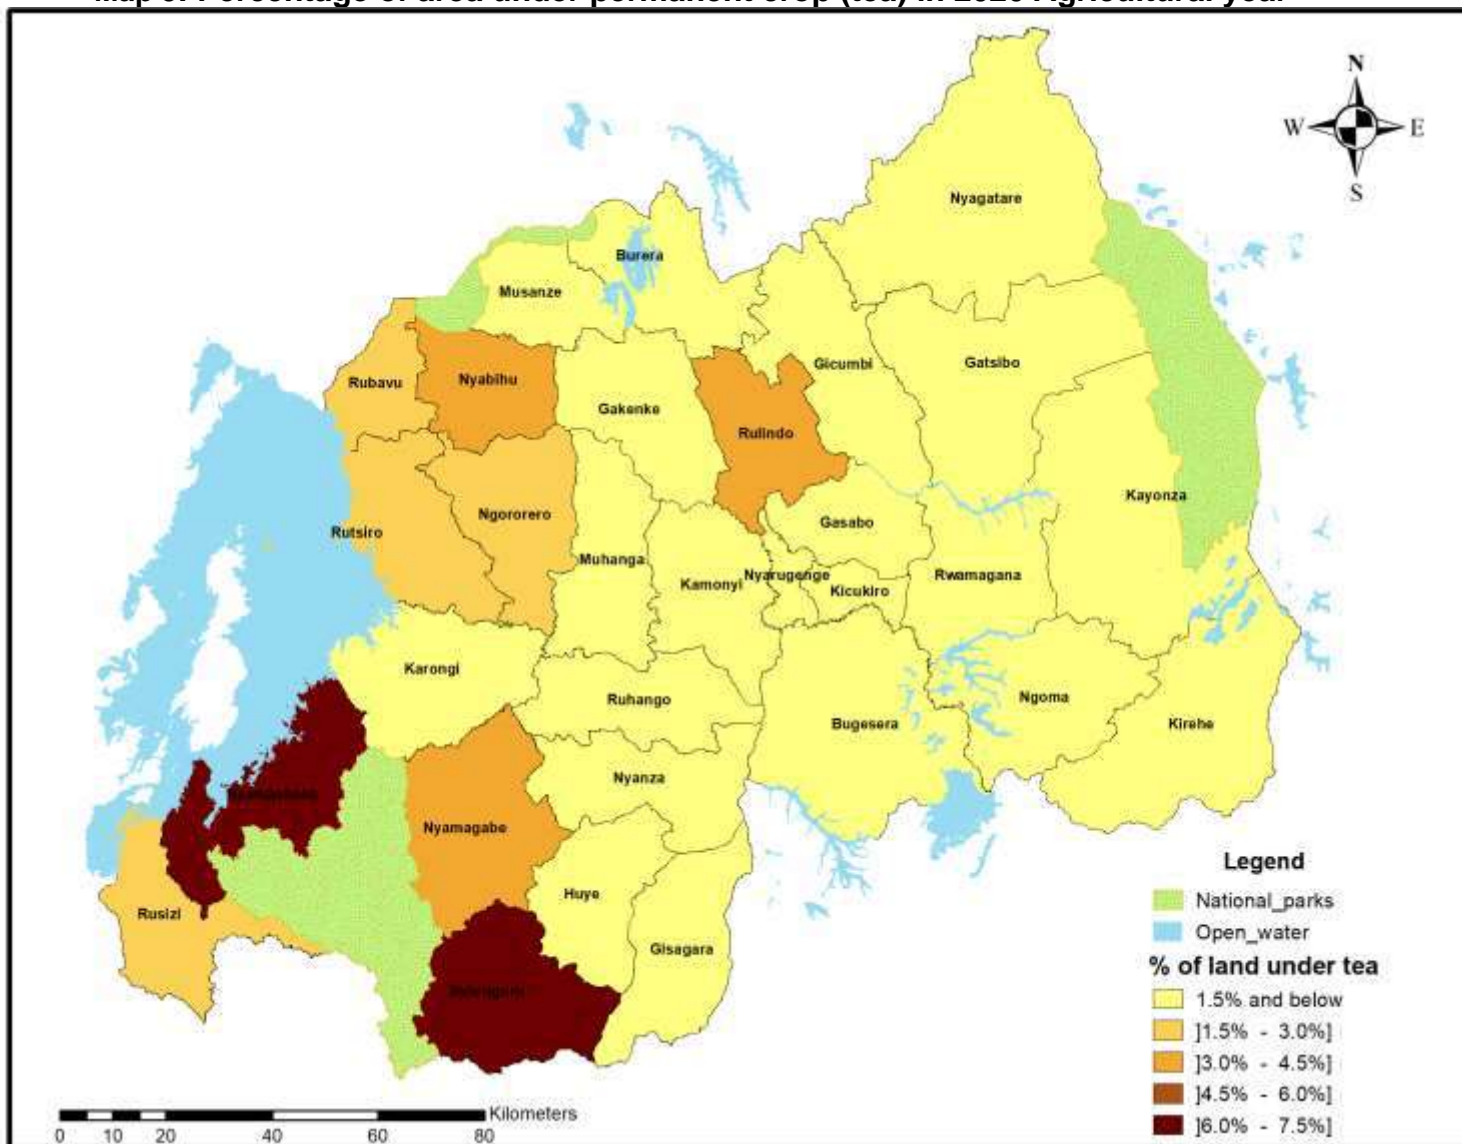 N
W E
S
Nyagatare
Burera
Musanze
Gicumbi
Gatsibo
Rubavu
Nyabihu
Gakenke
Rulindo
Kayonza
Ngororero
Gasabo
Rutsiro
Muhanga
Kamonyi
Nyarugenge
Kicukiro
Rwamagana
Karongi
Ruhango
Ngoma
Bugesera
Kirehe
Nyanza
Nyamagabe
Huye
Rusizi
Gisagara
Legend
National_parks
Open_water
% of land under tea
1.5% and below
]1.5% - 3.0%]
]3.0% - 4.5%]
]4.5% - 6.0%]
]6.0% - 7.5%]
Kilometers
0 10 20 40 60 80